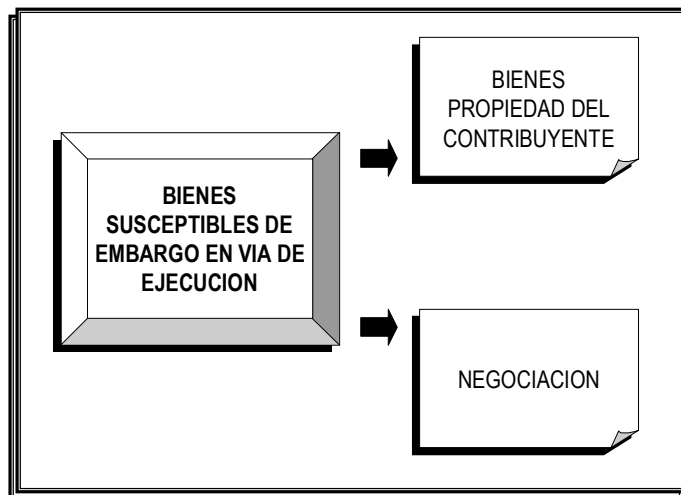 BIENES
SUSCEPTIBLES DE
EMBARGO EN VIA DE
EJECUCION
BIENES
PROPIEDAD DEL
CONTRIBUYENTE
NEGOCIACION